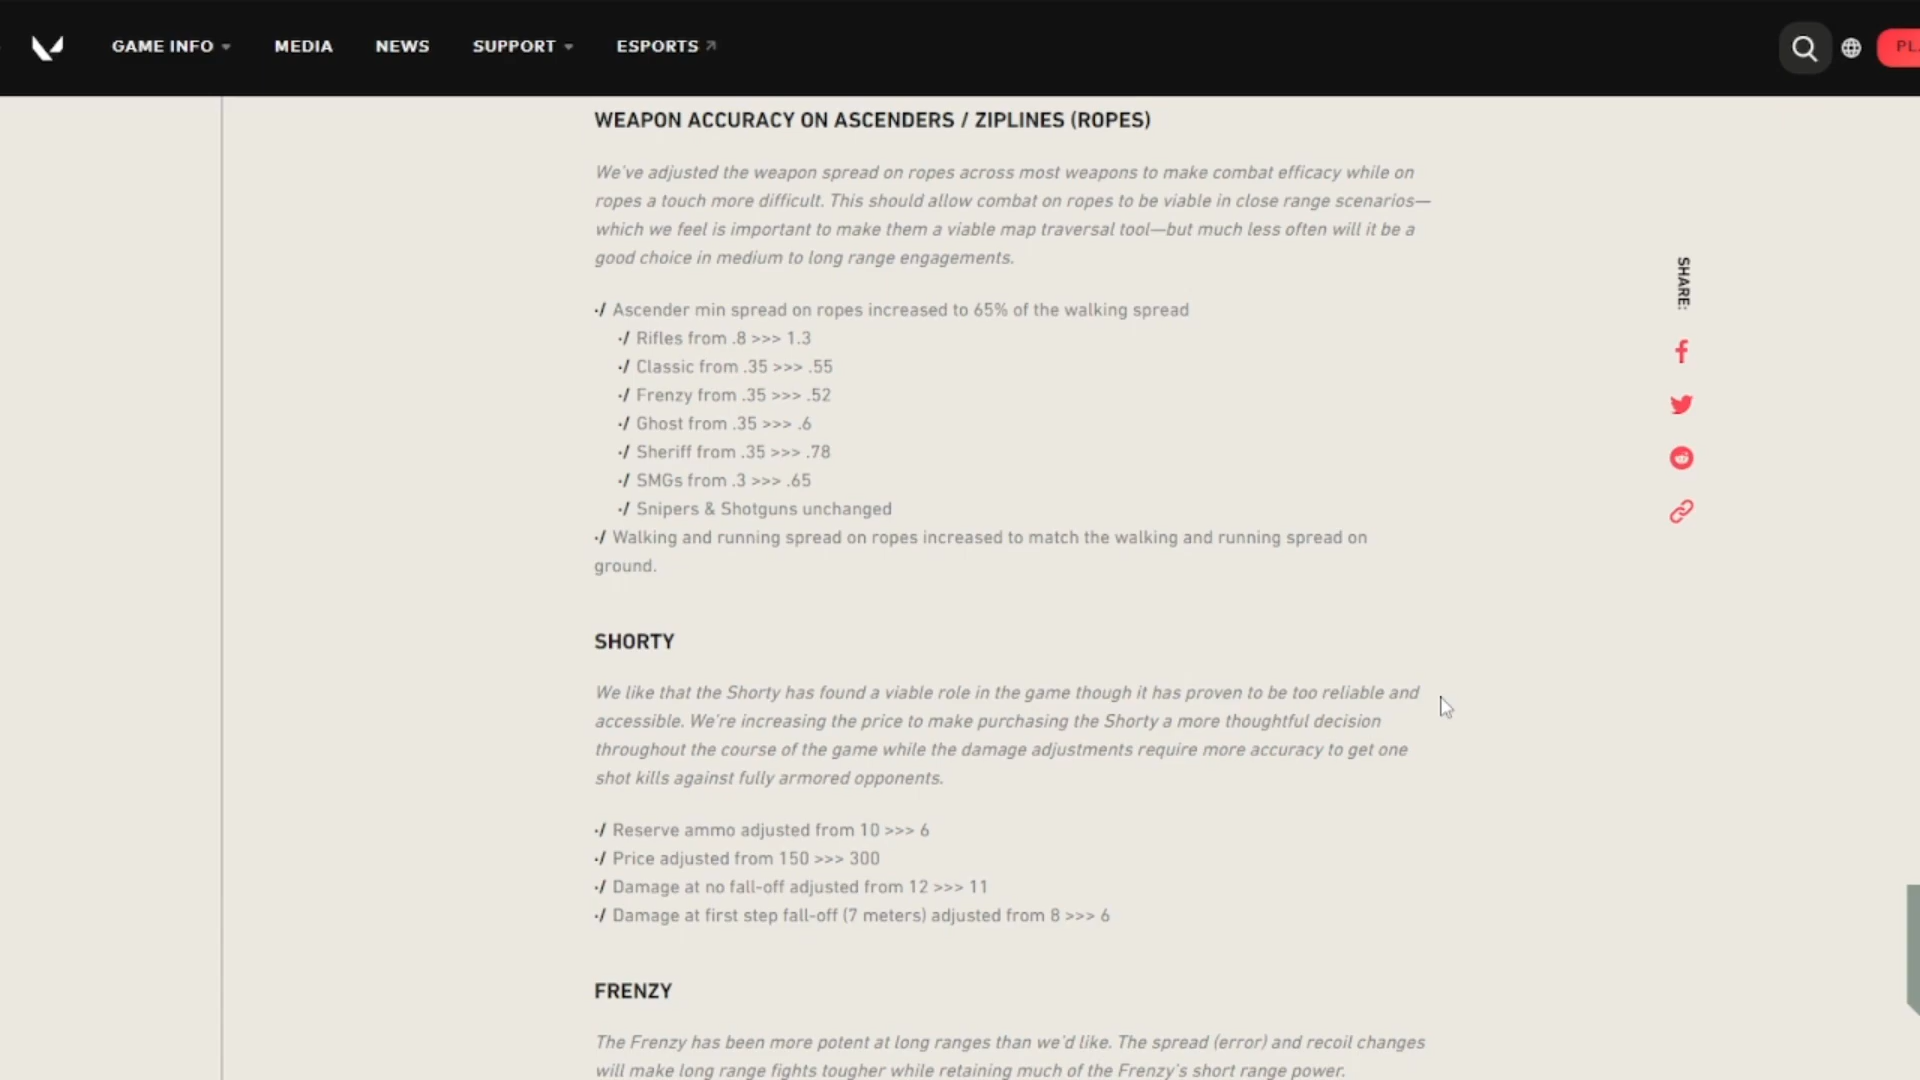 GAME INFO
MEDIA
NEWS
SUPPORT
ESPORTS
WEAPON ACCURACY ON ASCENDERS / ZIPLINES (ROPES)
We've adjusted the weapon spread on ropes across most weapons to make combat efficacy while on
ropes a touch more difficult. This should allow combat on ropes to be viable in close range scenarios—
which we feel is important to make them a viable map traversal tool—but much less often will it be a
good choice in medium to long range engagements.
·/ Ascender min spread on ropes increased to 65% of the walking spread
·/ Rifles from .8 >>> 1.3
·/ Classic from .35 >>> .55
·/ Frenzy from .35 >>> .52
·/ Ghost from .35 >>> .6
·/ Sheriff from .35 >>> .78
·/ SMGs from .3 >>> .65
·/ Snipers & Shotguns unchanged
·/ Walking and running spread on ropes increased to match the walking and running spread on
ground.
SHARE:
SHORTY
We like that the Shorty has found a viable role in the game though it has proven to be too reliable and
accessible. We're increasing the price to make purchasing the Shorty a more thoughtful decision
throughout the course of the game while the damage adjustments require more accuracy to get one
shot kills against fully armored opponents.
·/ Reserve ammo adjusted from 10 >>> 6
·/ Price adjusted from 150 >>> 300
·/ Damage at no fall-off adjusted from 12 >>> 11
·/ Damage at first step fall-off (7 meters) adjusted from 8 >>> 6
FRENZY
The Frenzy has been more potent at long ranges than we'd like. The spread (error) and recoil changes
will make long range fights tougher while retaining much of the Frenzy's short range power.